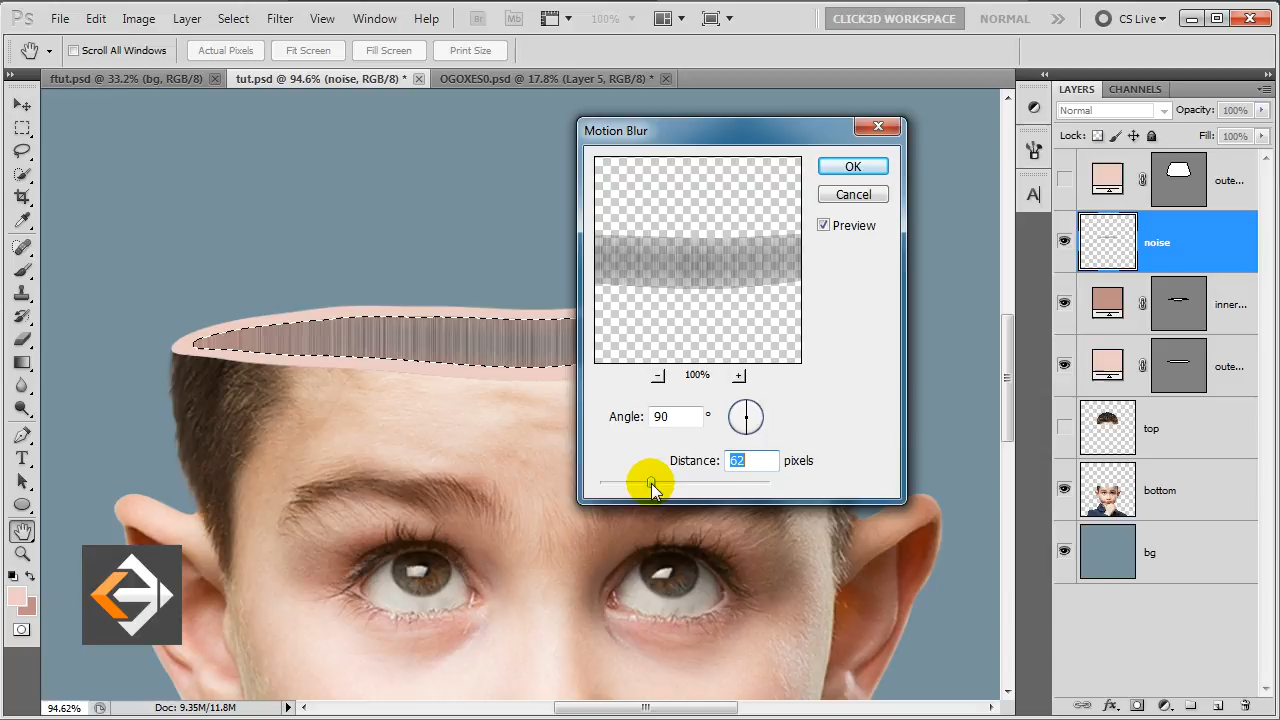 Ps File Edit Image Layer Select Filter View Window Help Br Mb 100% CLICK3D WORKSPACE NORMAL CS Live
Scroll All Windows Actual Pixels Fit Screen Fill Screen Print Size
ftut.psd @ 33.2% (bg, RGB/8) tut.psd @ 94.6% (noise, RGB/8) * OGOXES0.psd @ 17.8% (Layer 5, RGB/8) *
LAYERS CHANNELS
Normal Opacity: 100%
Lock: Fill: 100%
oute...
noise
inner...
oute...
top
bottom
bg
Motion Blur
OK
Cancel
Preview
100%
Angle: 90 °
Distance: 62 pixels
94.62% Doc: 9.35M/11.8M